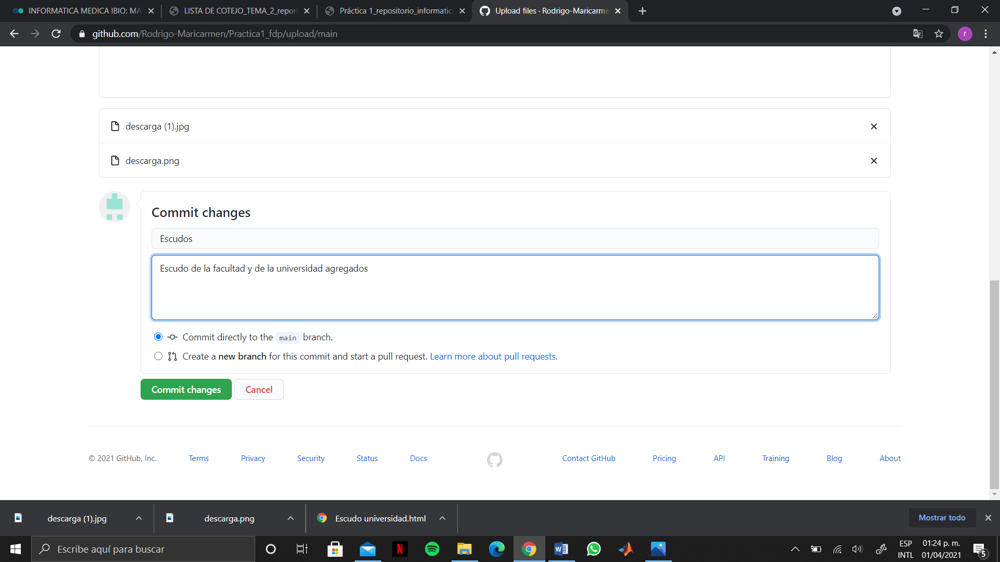 INFORMATICA MEDICA IBIO: MA
LISTA DE COTEJO_TEMA_2_repor
Práctica 1_repositorio_informatica
Upload files · Rodrigo-Maricarme
github.com/Rodrigo-Maricarmen/Practica1_fdp/upload/main
r
descarga (1).jpg
descarga.png
Commit changes
Escudos
Escudo de la facultad y de la universidad agregados
Commit directly to the main branch.
Create a new branch for this commit and start a pull request. Learn more about pull requests.
Commit changes
Cancel
© 2021 GitHub, Inc.
Terms
Privacy
Security
Status
Docs
Contact GitHub
Pricing
API
Training
Blog
About
descarga (1).jpg
descarga.png
Escudo universidad.html
Mostrar todo
Escribe aquí para buscar
ESP
INTL
01:24 p. m.
01/04/2021
5